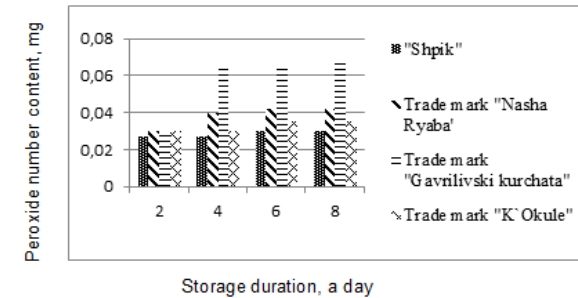 Peroxide number content, mg
0,08
0,06
0,04
0,02
0
2 4 6 8
Storage duration, a day
"Shpik"
Trade mark "Nasha
Ryaba'
Trade mark
"Gavrilivski kurchata"
Trade mark "K`Okule"